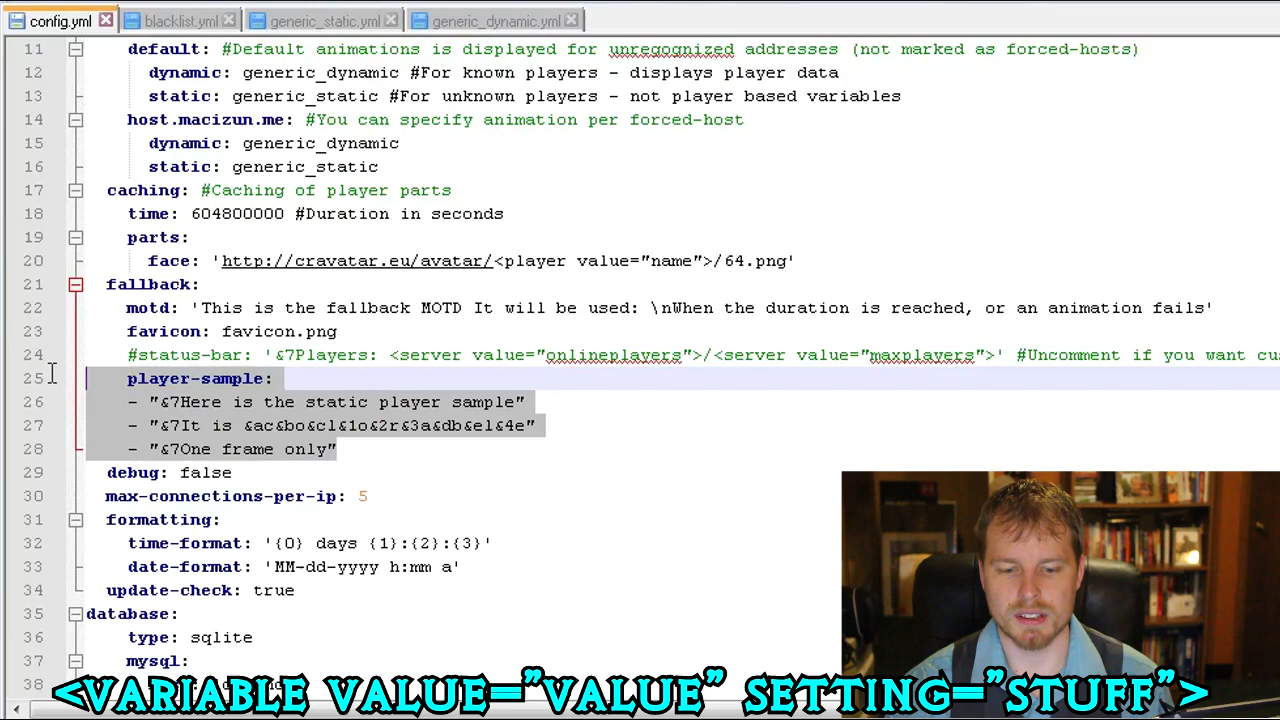 config.yml blacklist.yml generic_static.yml generic_dynamic.yml
11 default: #Default animations is displayed for unregognized addresses (not marked as forced-hosts)
12 dynamic: generic_dynamic #For known players - displays player data
13 static: generic_static #For unknown players - not player based variables
14 host.macizun.me: #You can specify animation per forced-host
15 dynamic: generic_dynamic
16 static: generic_static
17 caching: #Caching of player parts
18 time: 604800000 #Duration in seconds
19 parts:
20 face: 'http://cravatar.eu/avatar/<player value="name">/64.png'
21 fallback:
22 motd: 'This is the fallback MOTD It will be used: \nWhen the duration is reached, or an animation fails'
23 favicon: favicon.png
24 #status-bar: '&7Players: <server value="onlineplayers">/<server value="maxplayers">' #Uncomment if you want cu
25 player-sample:
26 - "&7Here is the static player sample"
27 - "&7It is &ac&bo&cl&1o&2r&3a&db&el&4e"
28 - "&7One frame only"
29 debug: false
30 max-connections-per-ip: 5
31 formatting:
32 time-format: '{0} days {1}:{2}:{3}'
33 date-format: 'MM-dd-yyyy h:mm a'
34 update-check: true
35 database:
36 type: sqlite
37 mysql:
38
<VARIABLE VALUE="VALUE" SETTING="STUFF">